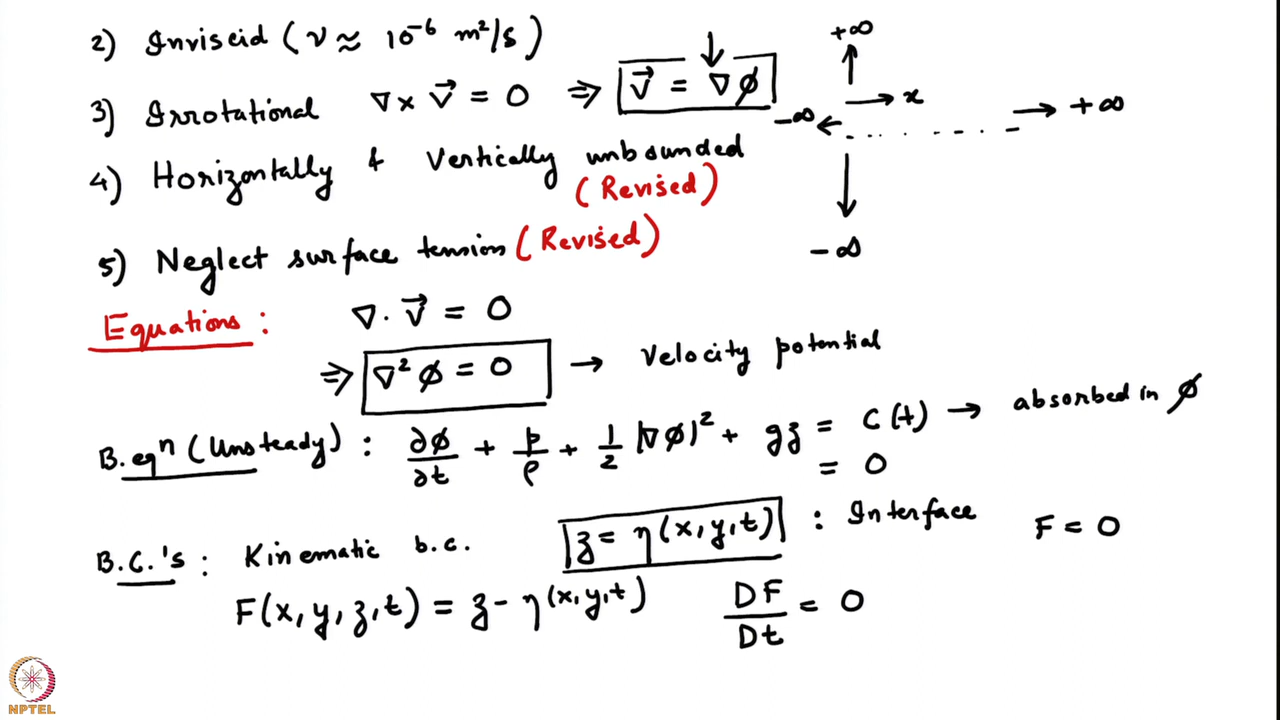 2) Inviscid (ν ≈ 10⁻⁶ m²/s)
+∞
3) Irrotational ∇ × V⃗ = 0 ⇒ V⃗ = ∇φ
x
-∞ +∞
4) Horizontally & Vertically unbounded
(Revised)
5) Neglect surface tension (Revised)
-∞
Equations : ∇ . V⃗ = 0
⇒ ∇²φ = 0 → Velocity potential
B. eqⁿ (Unsteady) : ∂φ/∂t + p/ρ + 1/2 |∇φ|² + gz = C(t) → absorbed in φ
= 0
B.C.'s : Kinematic b.c. z = η(x, y, t) : Interface F = 0
F(x, y, z, t) = z - η(x, y, t) DF/Dt = 0
NPTEL